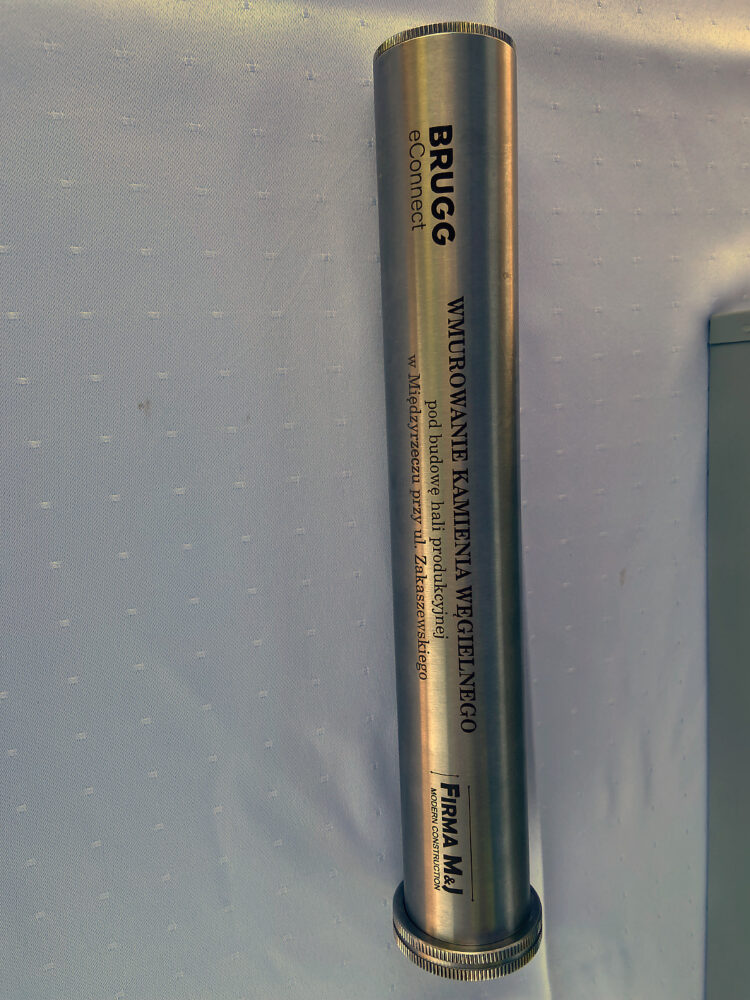 BRUGG
eConnect
WMUROWANIE KAMIENIA WĘGIELNEGO
pod budowę hali produkcyjnej
w Międzyrzeczu przy ul. Zakaszewskiego
FIRMA M&J
MODERN CONSTRUCTION